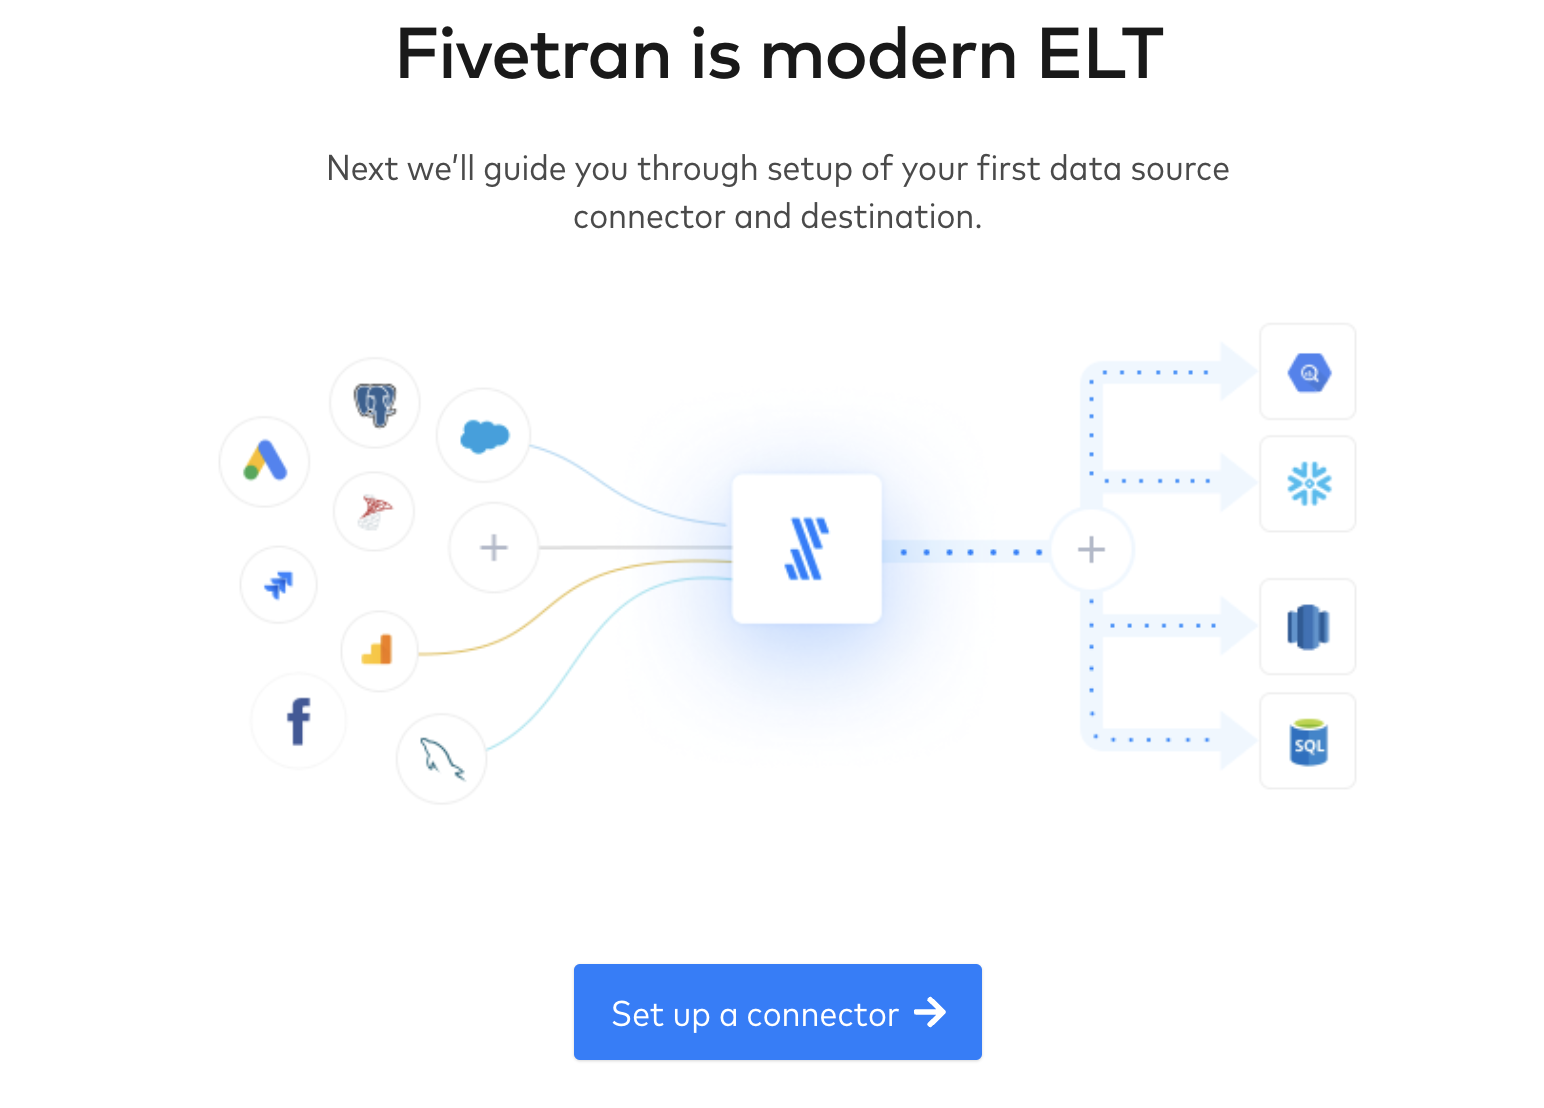 Fivetran is modern ELT
Next we'll guide you through setup of your first data source
connector and destination.
SQL
Set up a connector